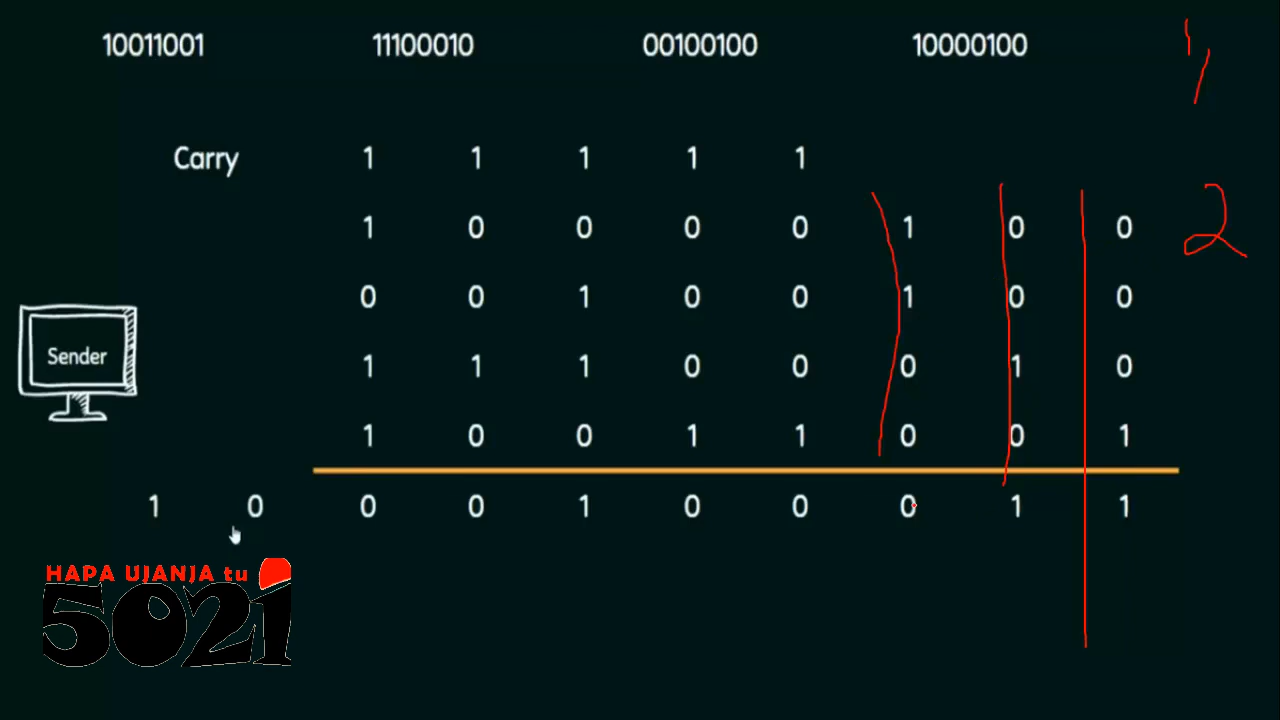 10011001 11100010 00100100 10000100
Carry 1 1 1 1 1
1 0 0 0 0 1 0 0
0 0 1 0 0 1 0 0
Sender
1 1 1 0 0 0 1 0
1 0 0 1 1 0 0 1
1 0 0 0 1 0 0 0 1 1
2
HAPA UJANJA tu
5021